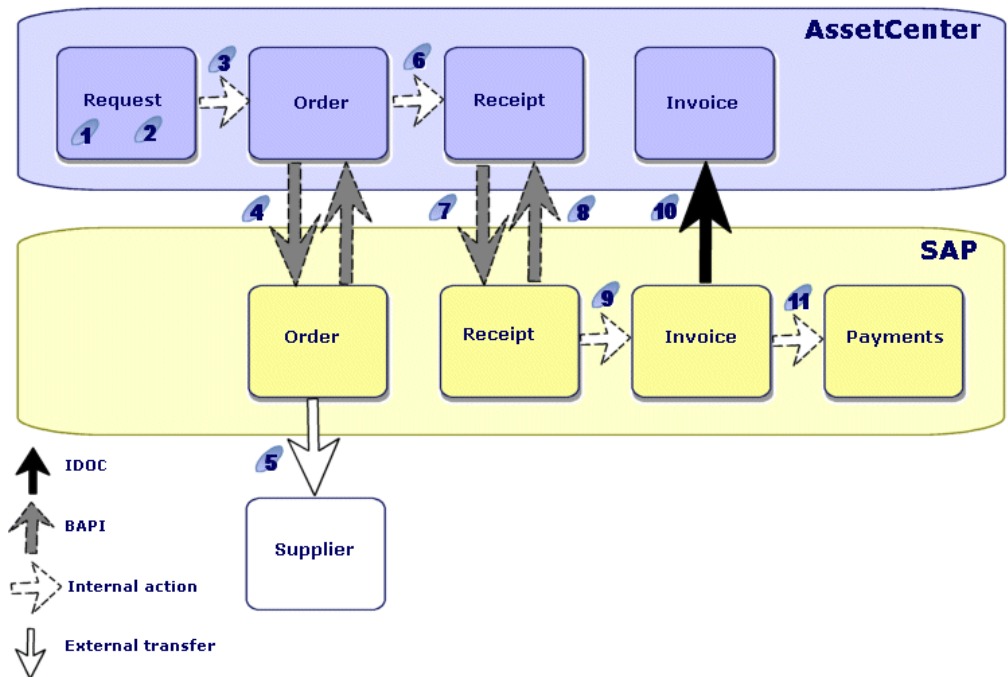 AssetCenter
3
6
Request
Order
Receipt
Invoice
1
2
4
7
8
10
SAP
9
11
Order
Receipt
Invoice
Payments
5
IDOC
BAPI
Supplier
Internal action
External transfer